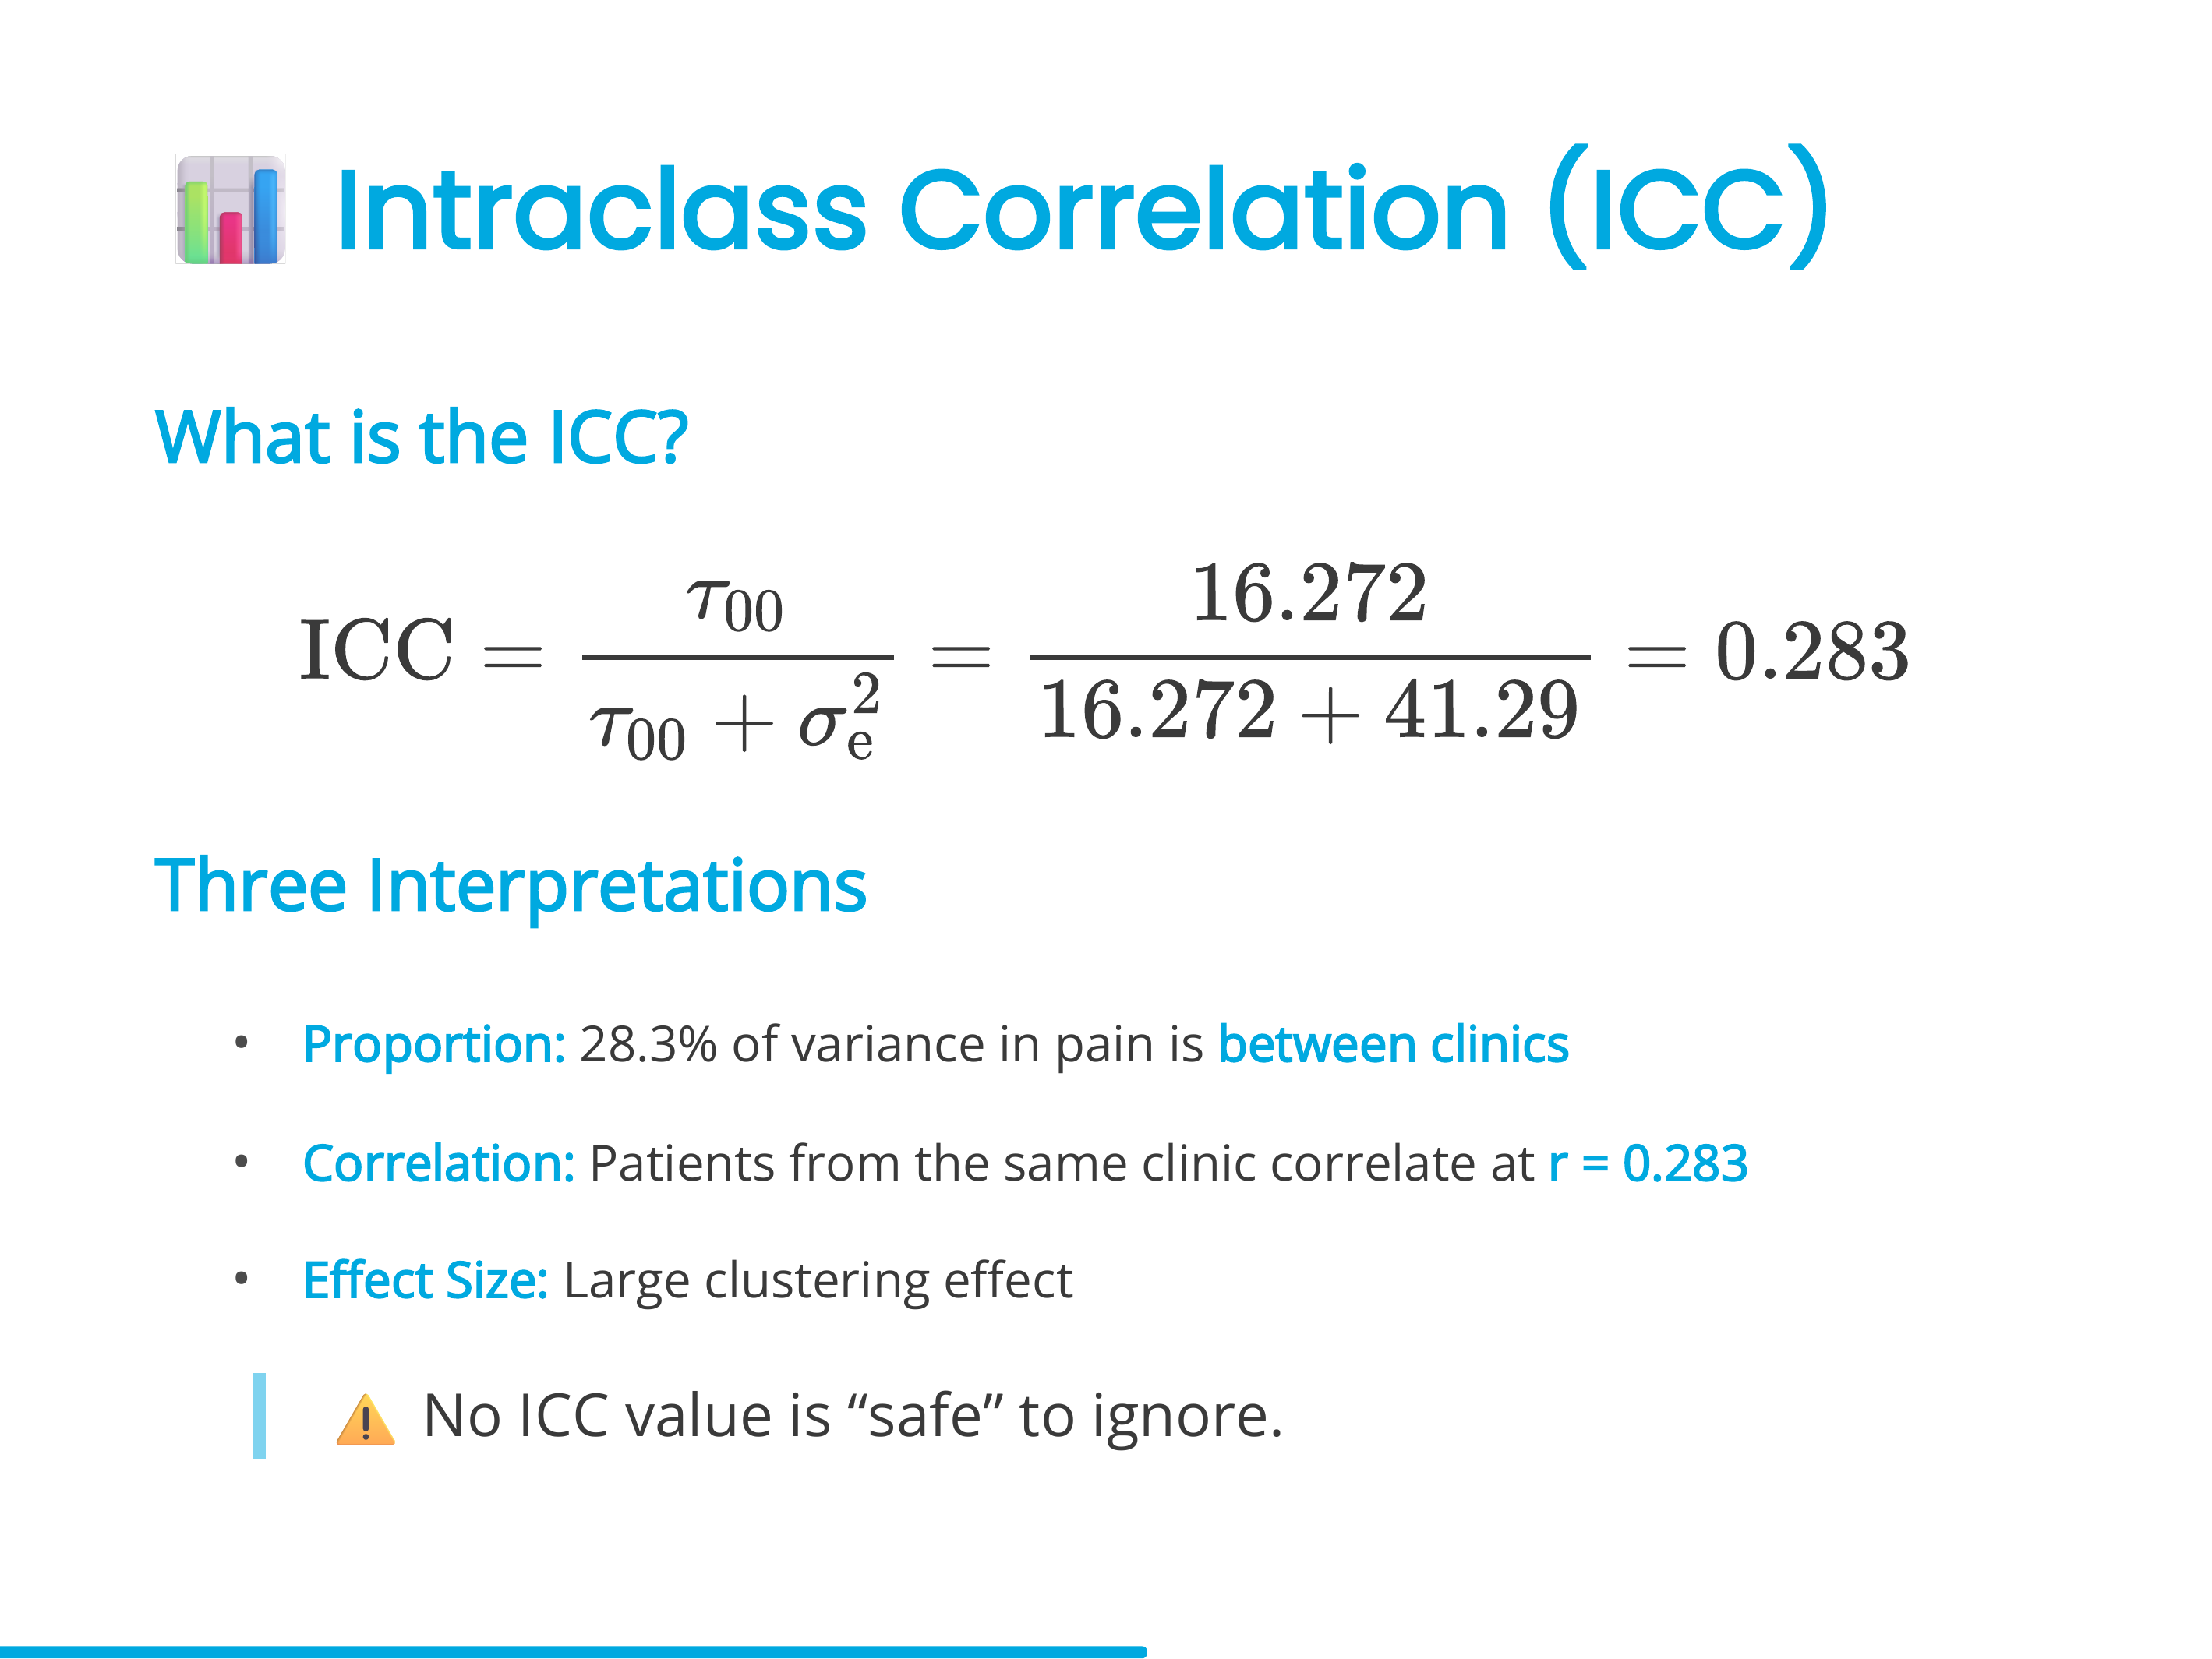 Intraclass Correlation (ICC)
What is the ICC?
ICC = τ₀₀ / (τ₀₀ + σₑ²) = 16.272 / (16.272 + 41.29) = 0.283
Three Interpretations
• Proportion: 28.3% of variance in pain is between clinics
• Correlation: Patients from the same clinic correlate at r = 0.283
• Effect Size: Large clustering effect
⚠️ No ICC value is “safe” to ignore.